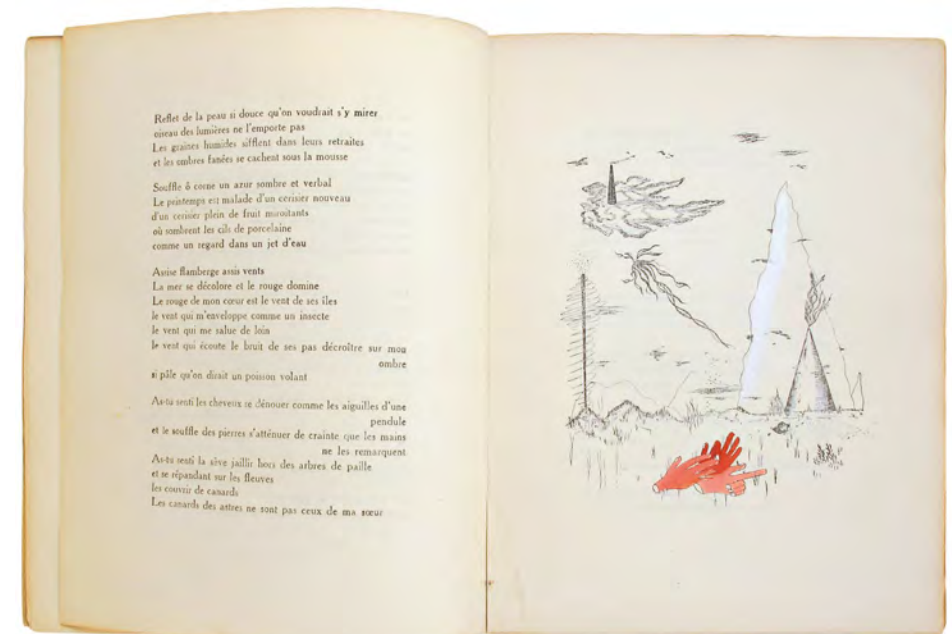 Reflet de la peau si douce qu'on voudrait s'y mirer
oiseau des lumières ne l'emporte pas
Les graines humides sifflent dans leurs retraites
et les ombres fanées se cachent sous la mousse
Souffle ô corne un azur sombre et verbal
Le printemps est malade d'un cerisier nouveau
d'un cerisier plein de fruit miroitants
où sombrent les cils de porcelaine
comme un regard dans un jet d'eau
flamberge assis vents
La mer se décolore et le rouge domine
Le rouge de mon cœur est le vent de ses îles
le vent qui m'enveloppe comme un insecte
le vent qui me salue de loin
le vent qui écoute le bruit de ses pas décroître sur mon
ombre
si pâle qu'on dirait un poisson volant
As-tu senti les cheveux se dénouer comme les aiguilles d'une
pendule
et le souffle des pierres s'atténuer de crainte que les mains
me les remarquent
As-tu senti la sève jaillir hors des arbres de paille
et se répandant sur les fleuves
les couvrir de canards
Les canards des astres ne sont pas ceux de ma sœur